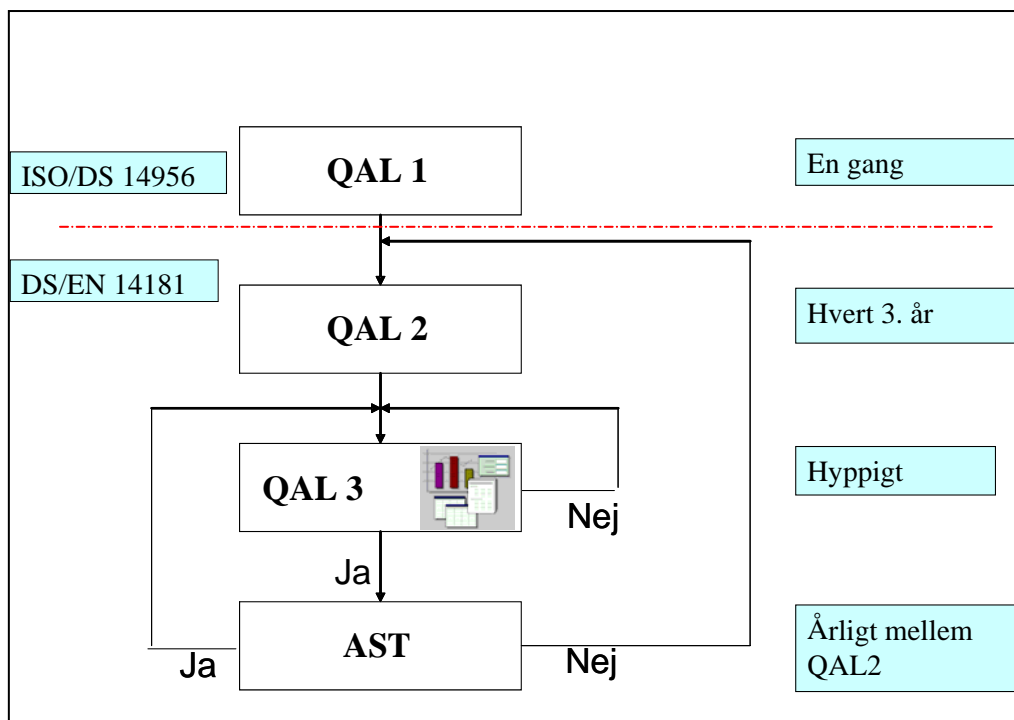 ISO/DS 14956
QAL 1
En gang
DS/EN 14181
QAL 2
Hvert 3. år
QAL 3
Nej
Hyppigt
Ja
AST
Ja
Nej
Årligt mellem
QAL2